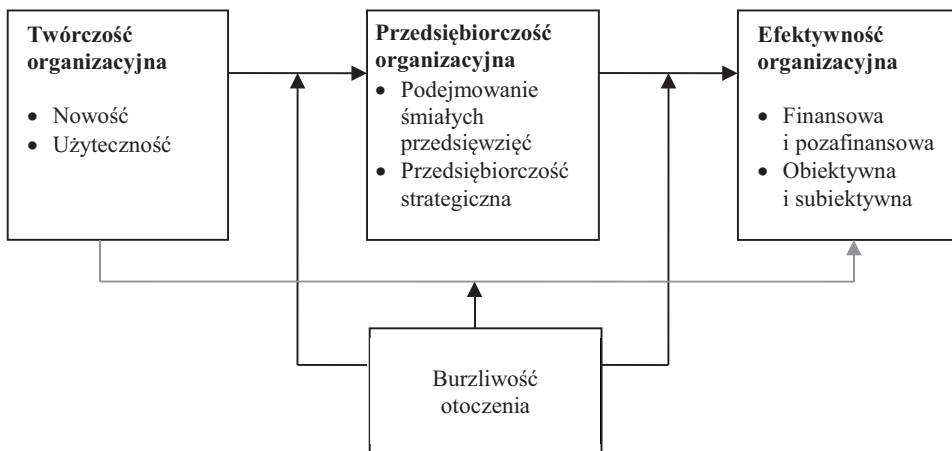 Twórczość
organizacyjna
• Nowość
• Użyteczność
Przedsiębiorczość
organizacyjna
• Podejmowanie
śmiałych
przedsięwzięć
• Przedsiębiorczość
strategiczna
Efektywność
organizacyjna
• Finansowa
i pozafinansowa
• Obiektywna
i subiektywna
Burzliwość
otoczenia